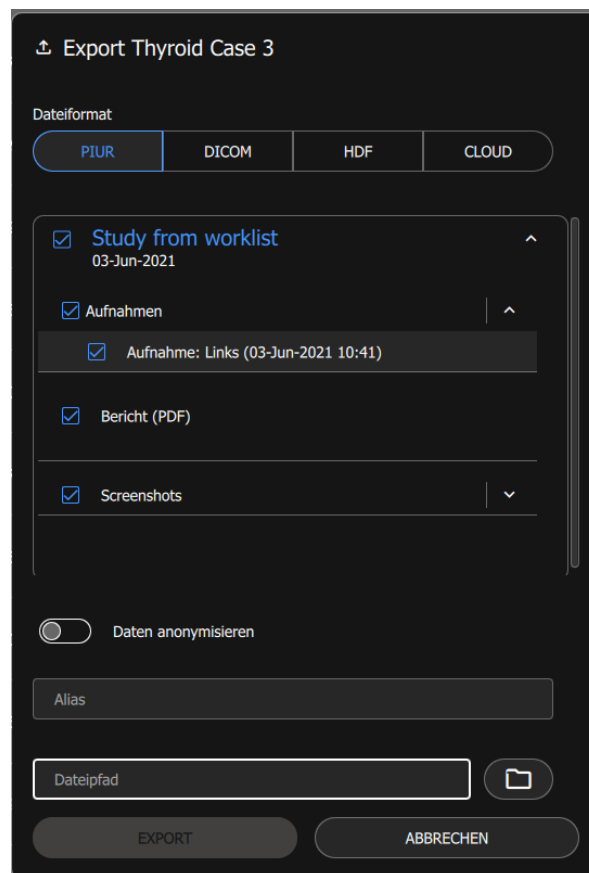 Export Thyroid Case 3
Dateiformat
PIUR
DICOM
HDF
CLOUD
Study from worklist
03-Jun-2021
Aufnahmen
Aufnahme: Links (03-Jun-2021 10:41)
Bericht (PDF)
Screenshots
Daten anonymisieren
Alias
Dateipfad
EXPORT
ABBRECHEN